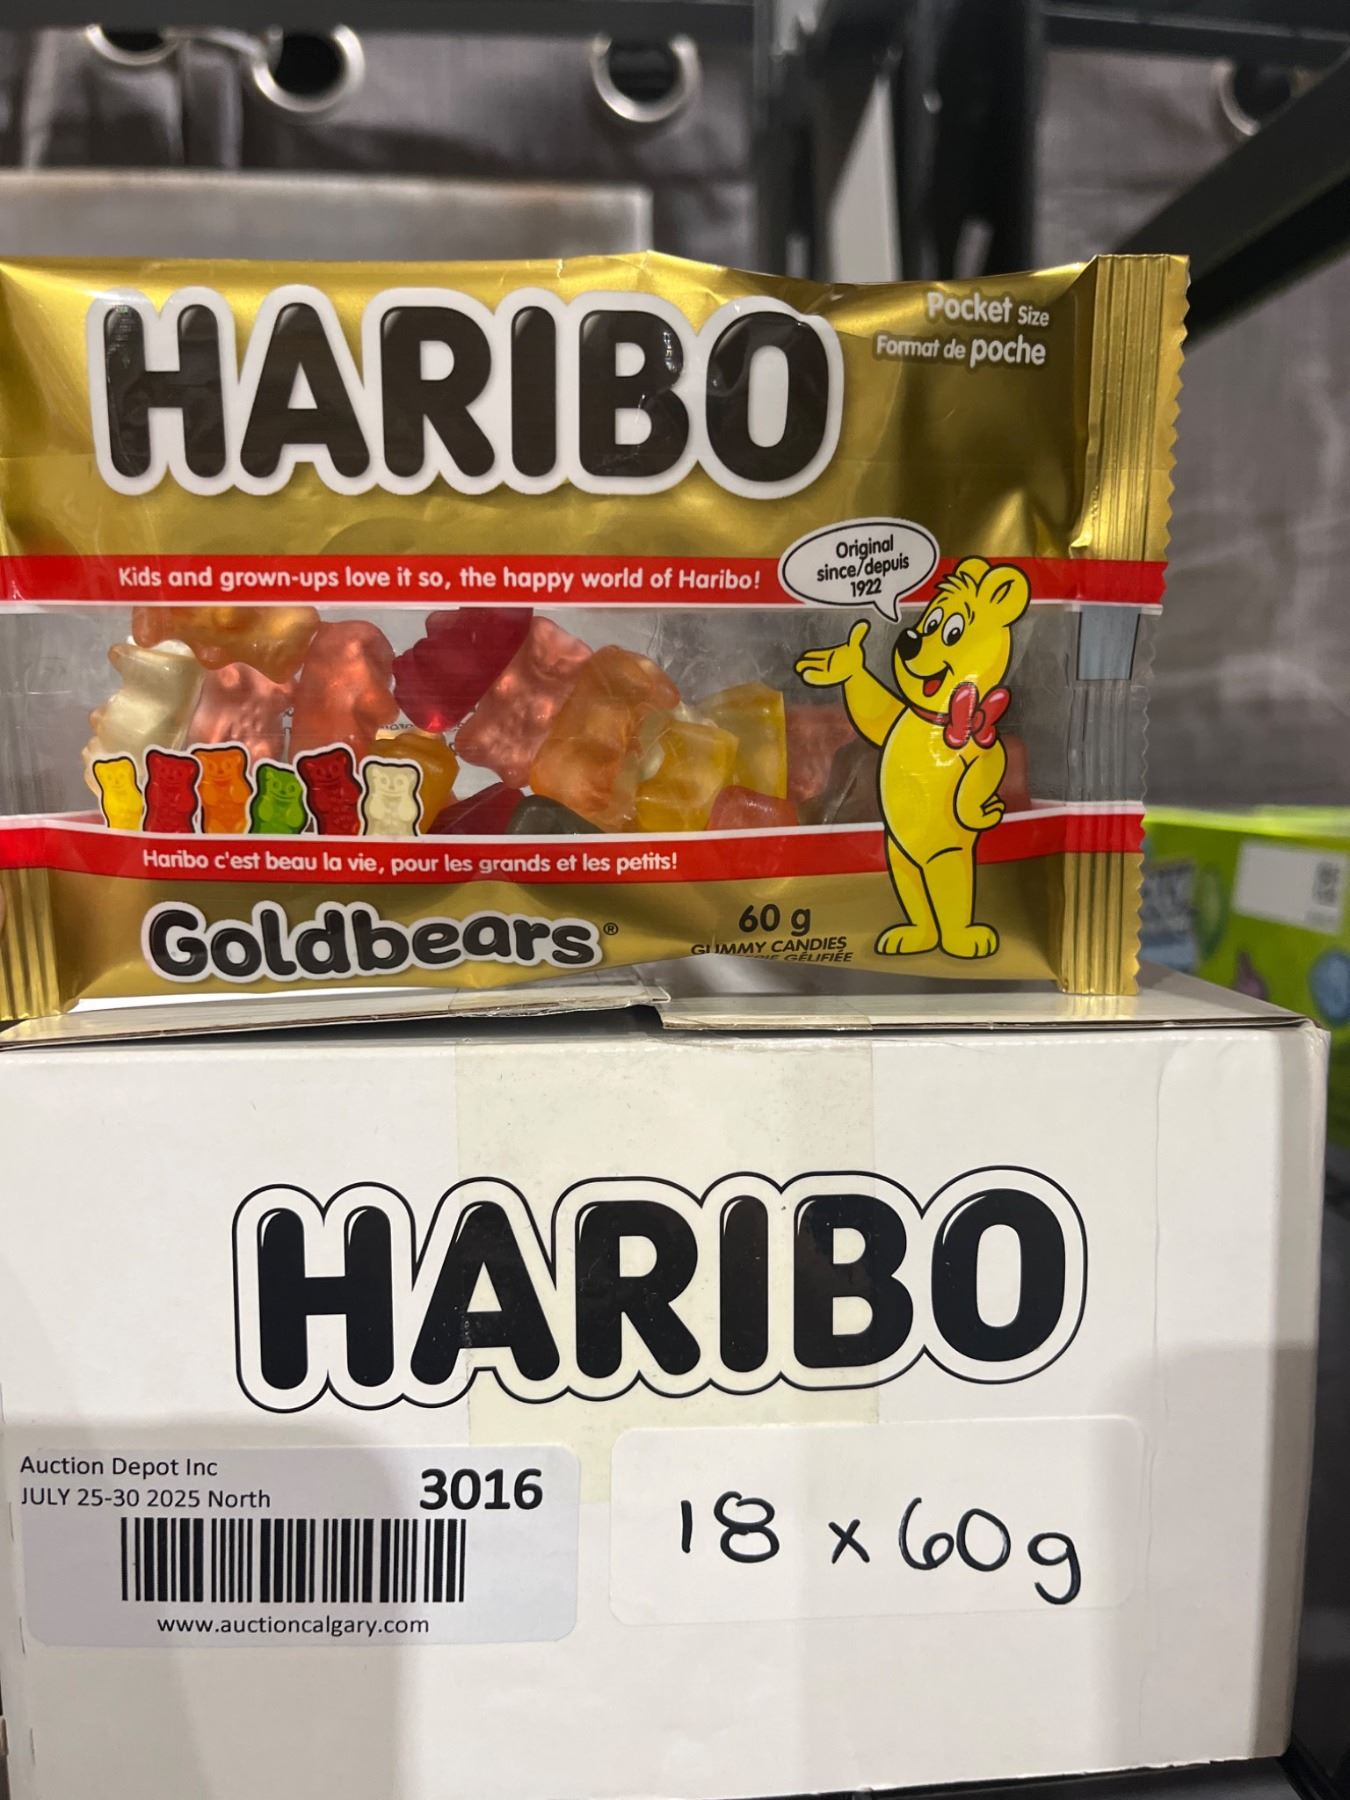 HARIBO
Pocket Size
Format de poche
Kids and grown-ups love it so, the happy world of Haribo!
Original
since/depuis
1922
Haribo c'est beau la vie, pour les grands et les petits!
Goldbears®
60 g
GUMMY CANDIES
GÉLIFIÉE
HARIBO
Auction Depot Inc
JULY 25-30 2025 North
3016
www.auctioncalgary.com
18 x 60g